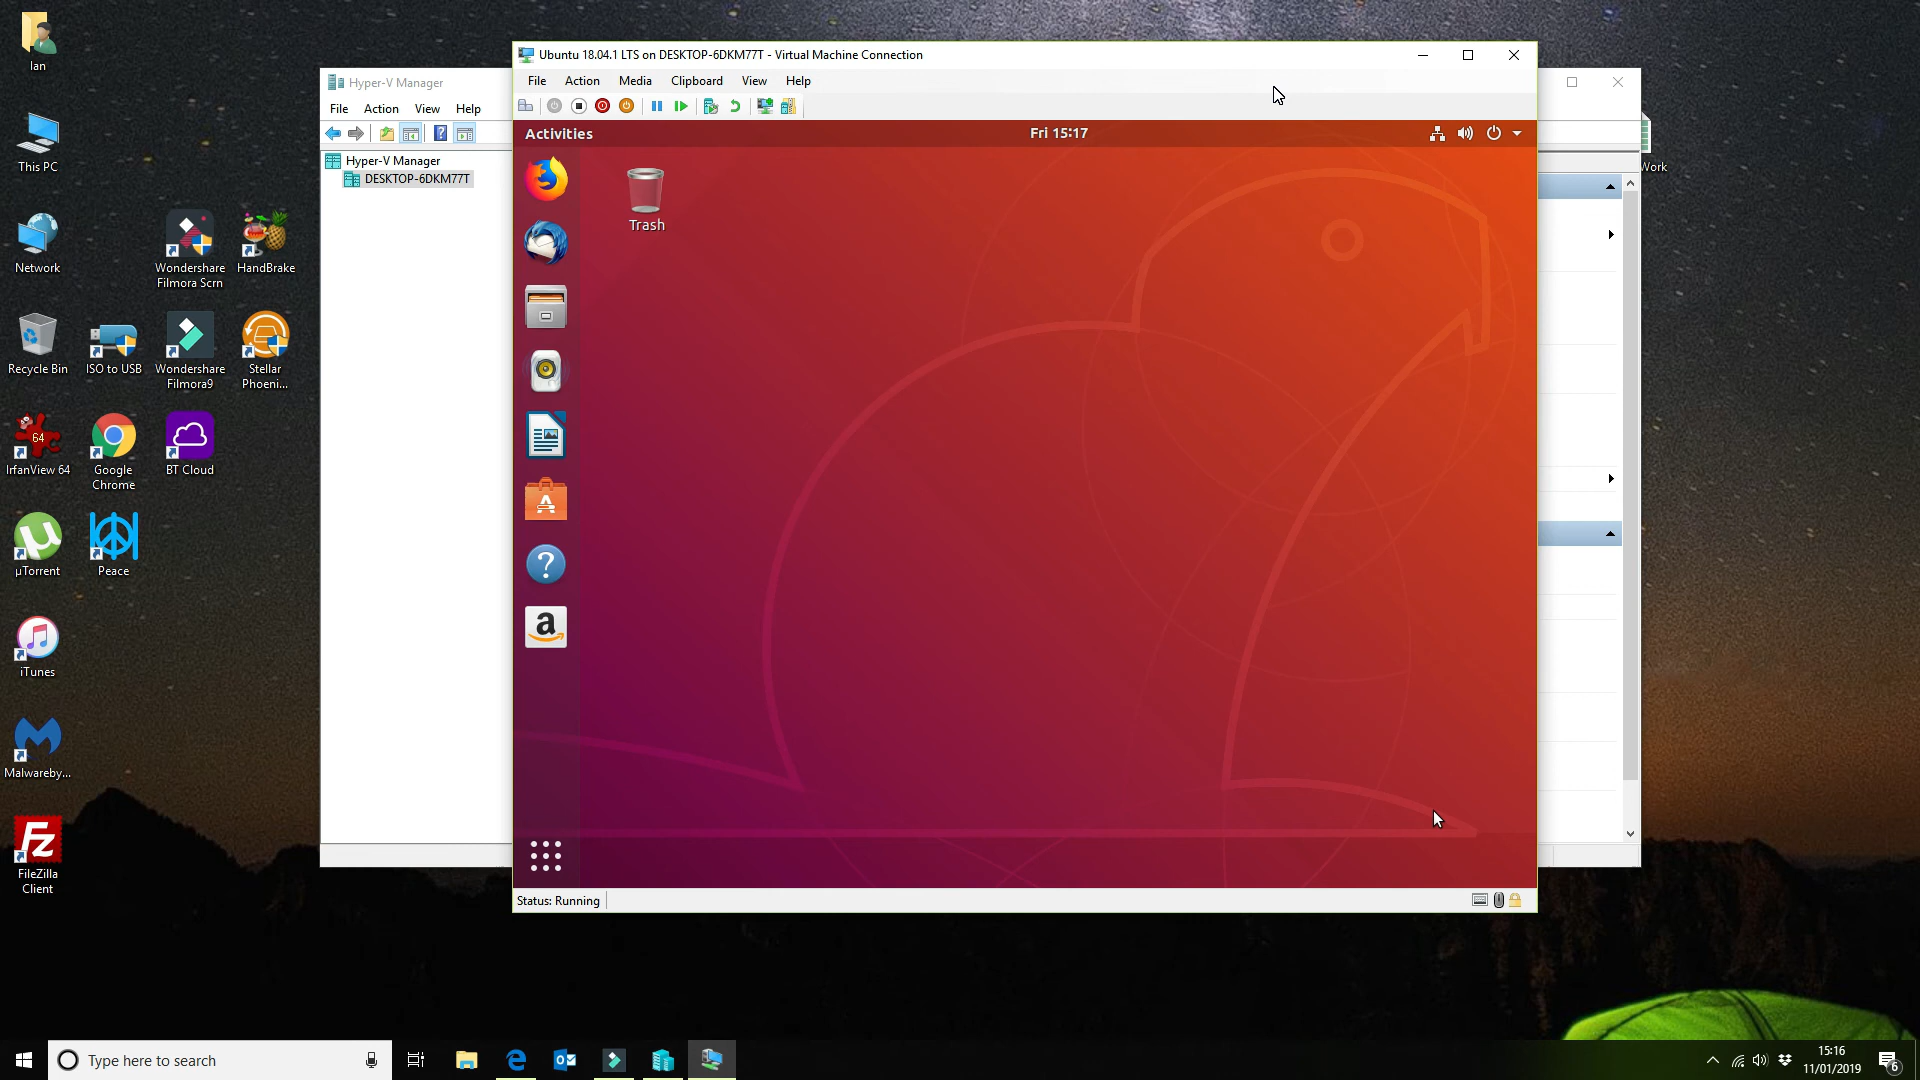 Ian
This PC
Network
Wondershare
Filmora Scrn
HandBrake
Recycle Bin
ISO to USB
Wondershare
Filmora9
Stellar
Phoeni...
64
IrfanView 64
Google
Chrome
BT Cloud
µTorrent
Peace
iTunes
Malwareby...
FileZilla
Client
Work
Hyper-V Manager
File Action View Help
Hyper-V Manager
DESKTOP-6DKM77T
Ubuntu 18.04.1 LTS on DESKTOP-6DKM77T - Virtual Machine Connection
File Action Media Clipboard View Help
Activities
Fri 15:17
Trash
Status: Running
Type here to search
15:16
11/01/2019
6